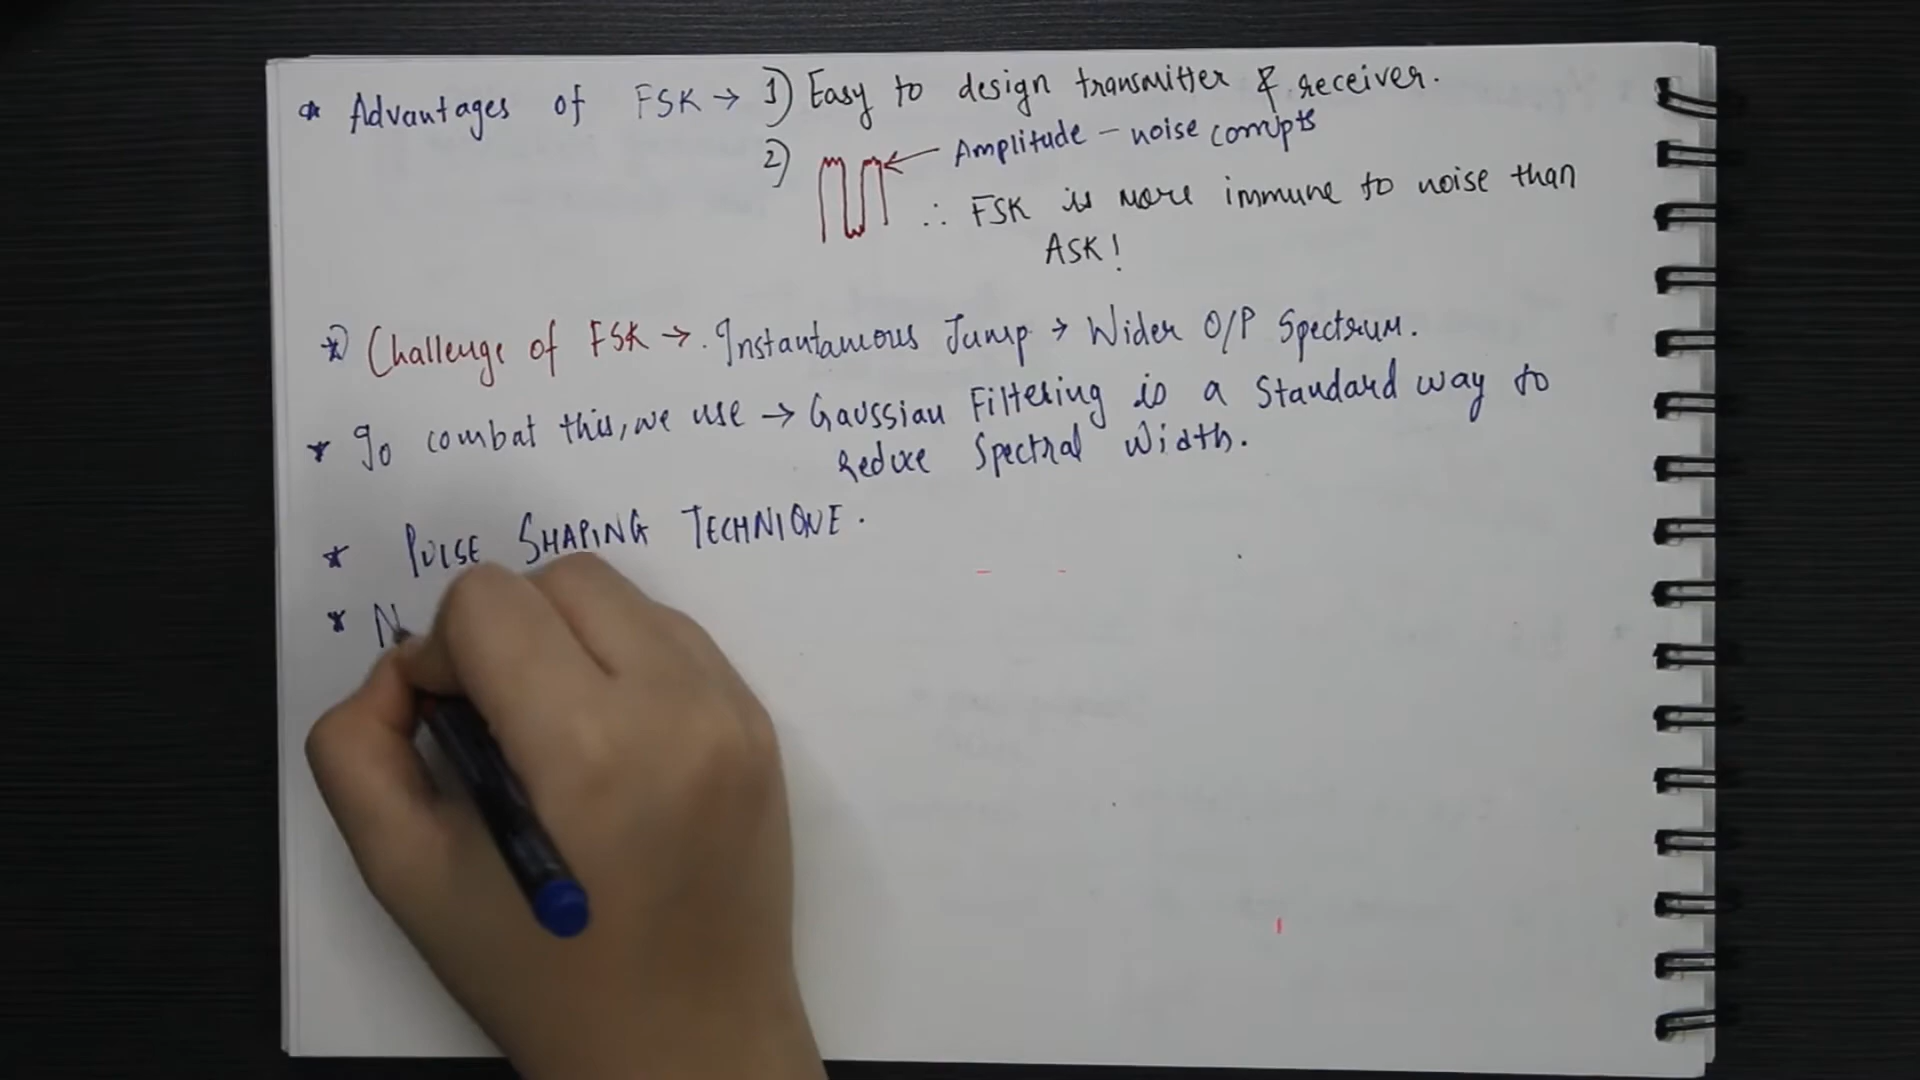 * Advantages of FSK → 1) Easy to design transmitter & receiver.
2) Amplitude - noise corrupts
∴ FSK is more immune to noise than
ASK!
* Challenge of FSK → Instantaneous Jump → Wider O/P Spectrum.
* To combat this, we use → Gaussian Filtering is a Standard way to
reduce Spectral Width.
* PULSE SHAPING TECHNIQUE.
* N